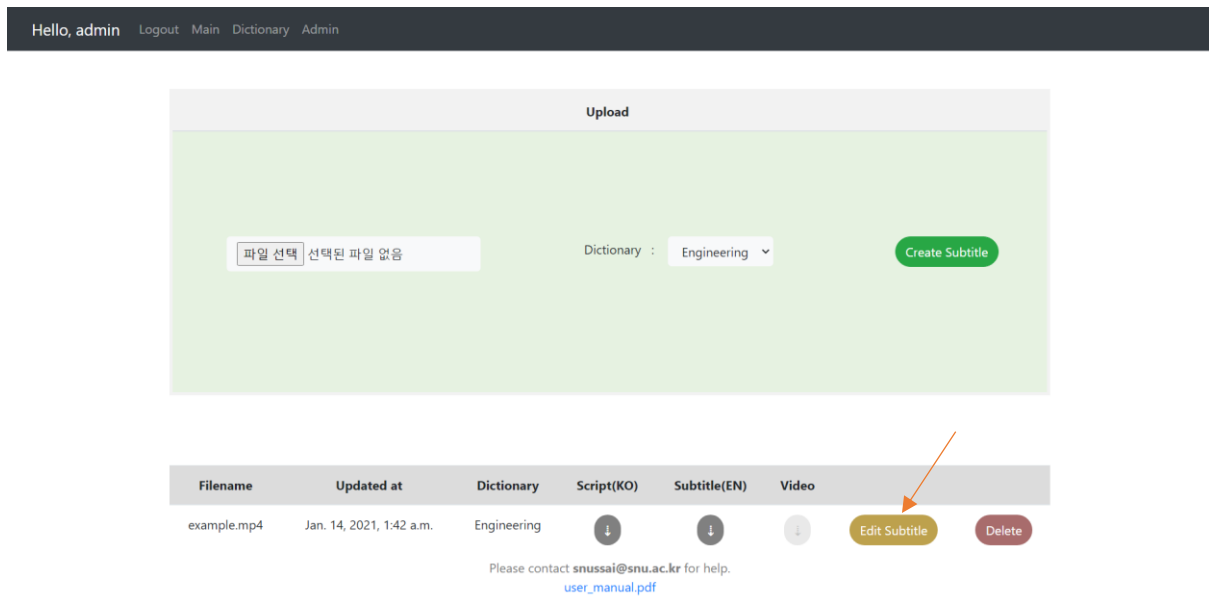 Hello, admin Logout Main Dictionary Admin
Upload
파일 선택 선택된 파일 없음 Dictionary : Engineering Create Subtitle
Filename Updated at Dictionary Script(KO) Subtitle(EN) Video
example.mp4 Jan. 14, 2021, 1:42 a.m. Engineering ↓ ↓ ↓ Edit Subtitle Delete
Please contact snussai@snu.ac.kr for help.
user_manual.pdf